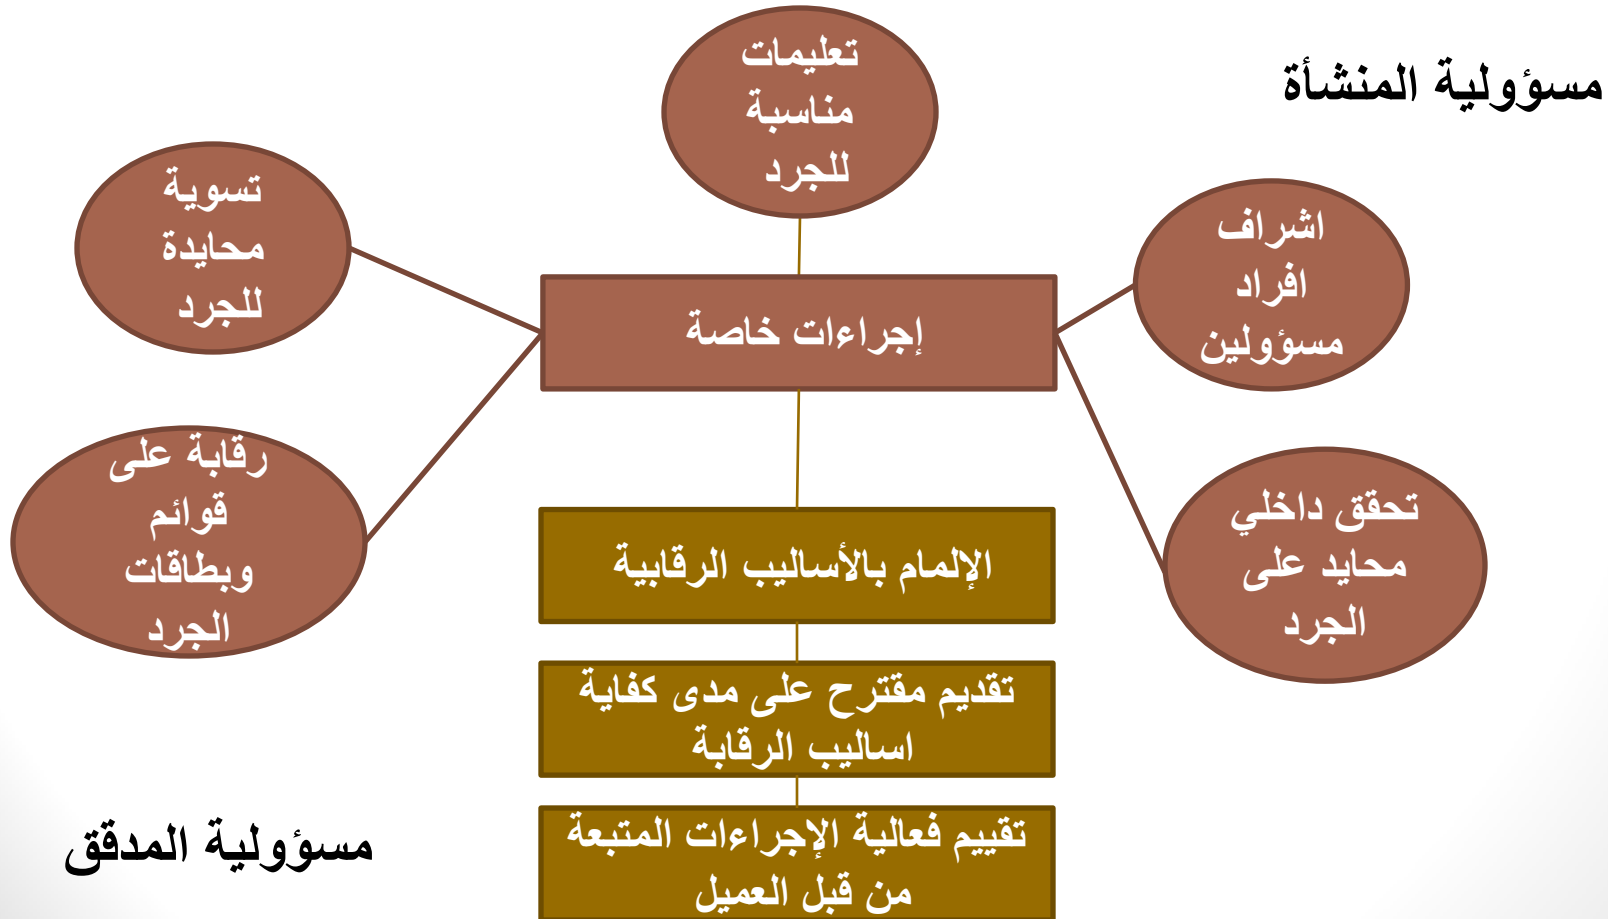 مسؤولية المنشأة
تعليمات
مناسبة
للجرد
اشراف
افراد
مسؤولين
تسوية
محايدة
للجرد
إجراءات خاصة
تحقق داخلي
محايد على
الجرد
رقابة على
قوائم
وبطاقات
الجرد
الإلمام بالأساليب الرقابية
تقديم مقترح على مدى كفاية
اساليب الرقابة
تقييم فعالية الإجراءات المتبعة
من قبل العميل
مسؤولية المدقق